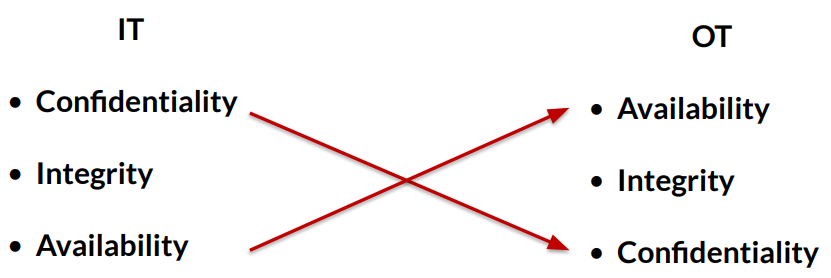 IT
• Confidentiality
• Integrity
• Availability
OT
• Availability
• Integrity
• Confidentiality